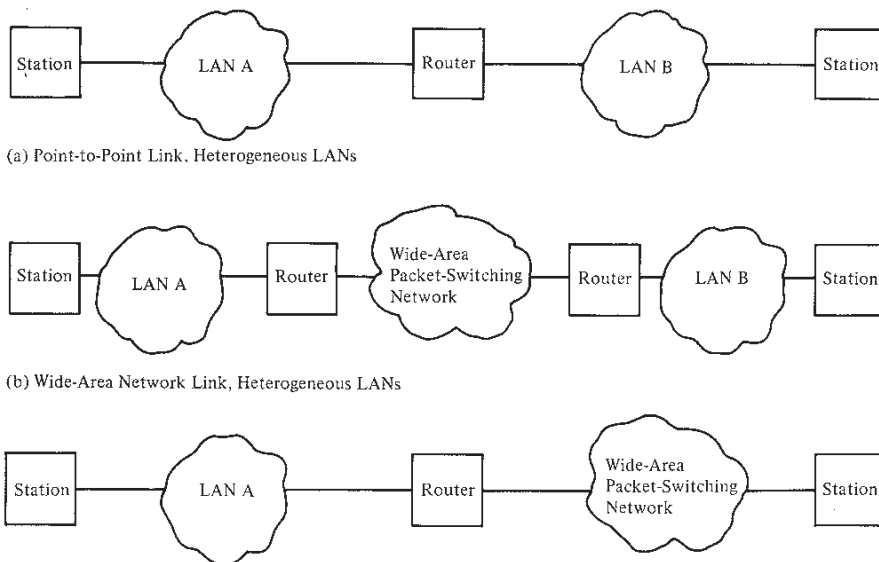 Station
LAN A
Router
LAN B
Station
(a) Point-to-Point Link, Heterogeneous LANs
Station
LAN A
Router
Wide-Area
Packet-Switching
Network
Router
LAN B
Station
(b) Wide-Area Network Link, Heterogeneous LANs
Station
LAN A
Router
Wide-Area
Packet-Switching
Network
Station